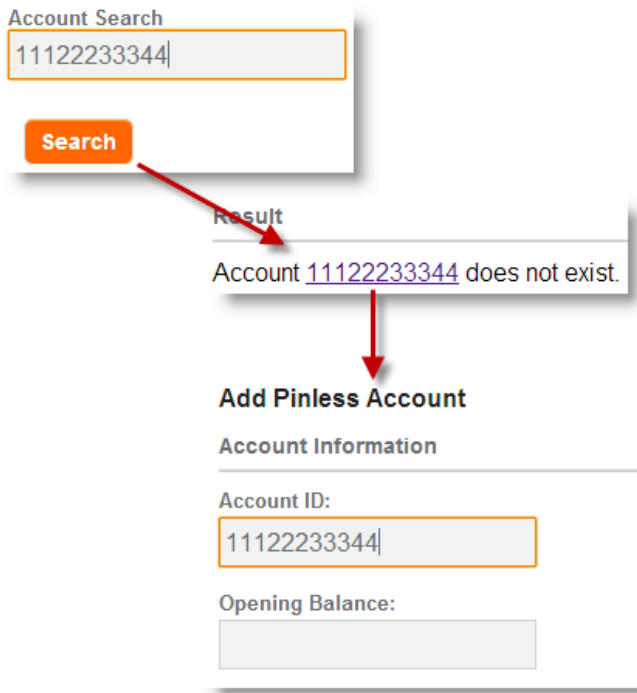 Account Search
11122233344
Search
Result
Account 11122233344 does not exist.
Add Pinless Account
Account Information
Account ID:
11122233344
Opening Balance: